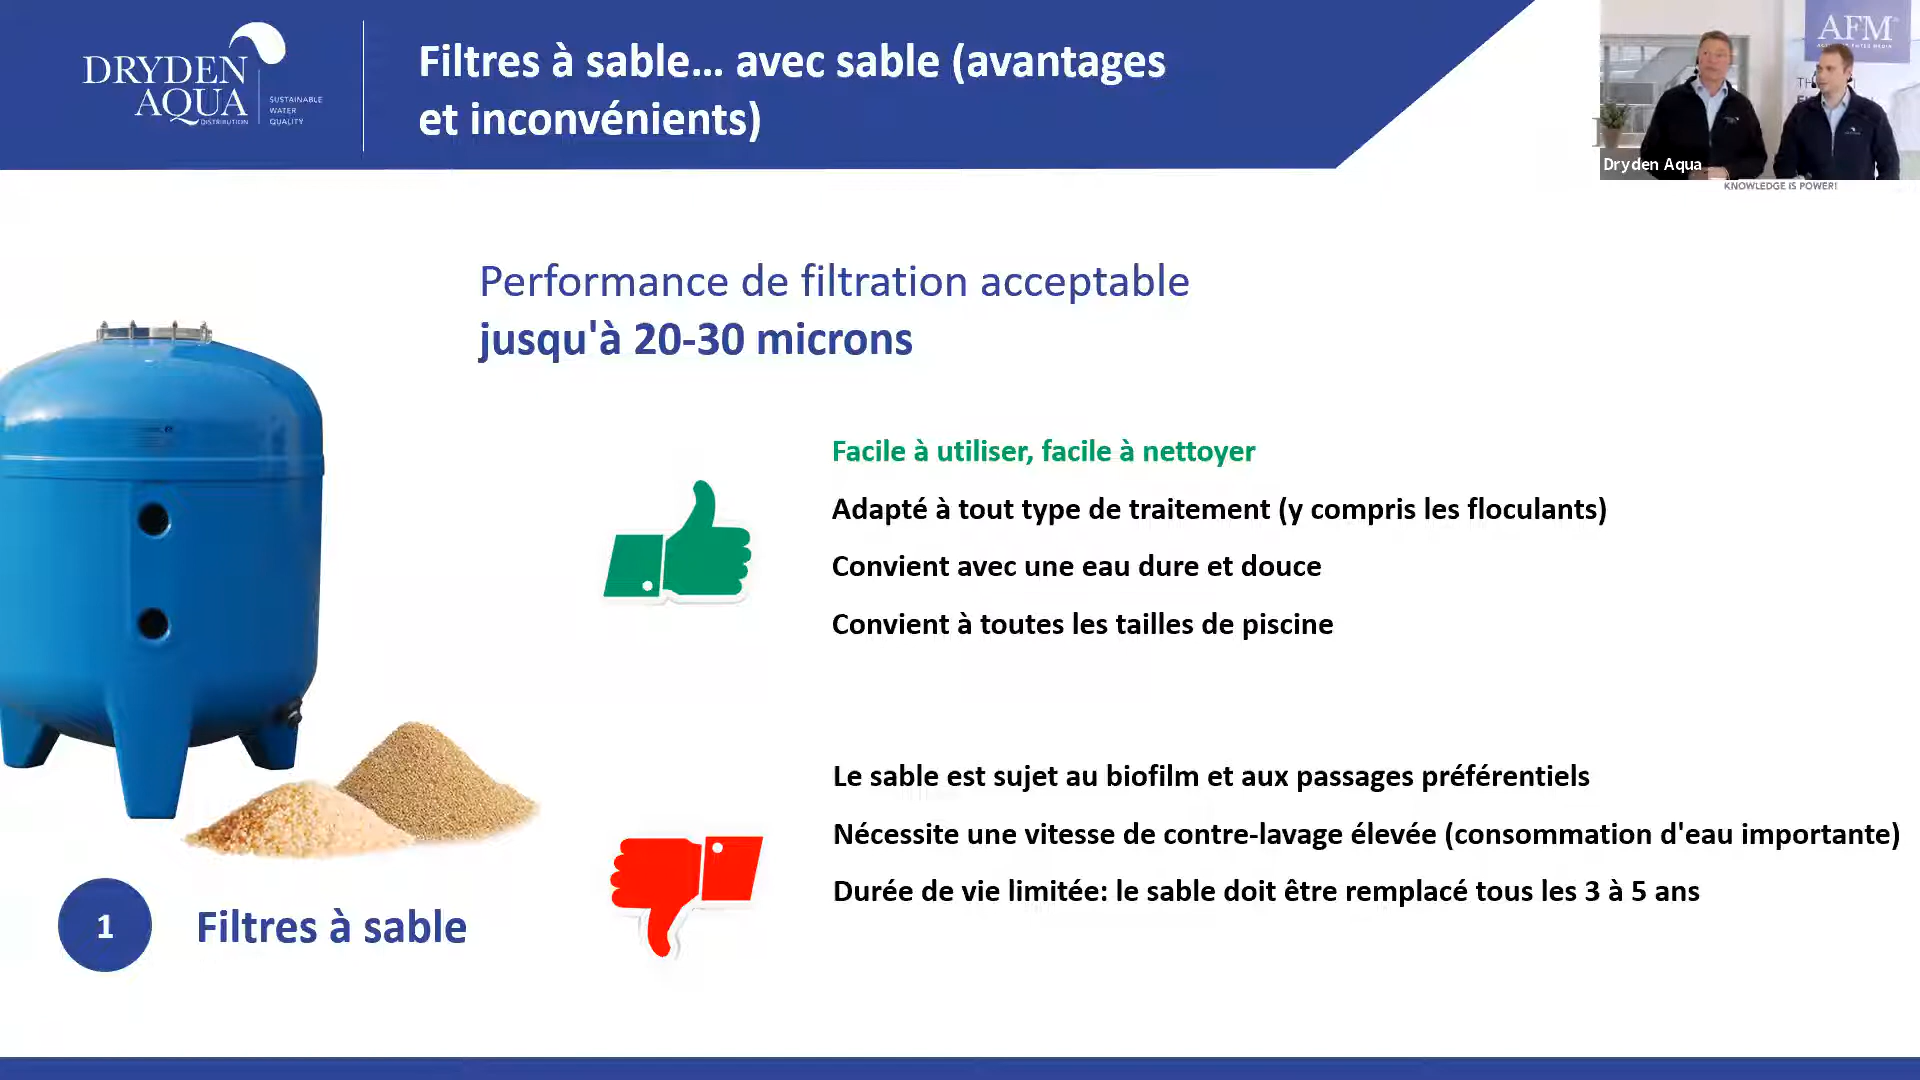 DRYDEN
AQUA
DISTRIBUTION
SUSTAINABLE
WATER
QUALITY
Filtres à sable... avec sable (avantages
et inconvénients)
AFM
Dryden Aqua
KNOWLEDGE IS POWER!
Performance de filtration acceptable
jusqu'à 20-30 microns
Facile à utiliser, facile à nettoyer
Adapté à tout type de traitement (y compris les floculants)
Convient avec une eau dure et douce
Convient à toutes les tailles de piscine
Le sable est sujet au biofilm et aux passages préférentiels
Nécessite une vitesse de contre-lavage élevée (consommation d'eau importante)
Durée de vie limitée: le sable doit être remplacé tous les 3 à 5 ans
1
Filtres à sable